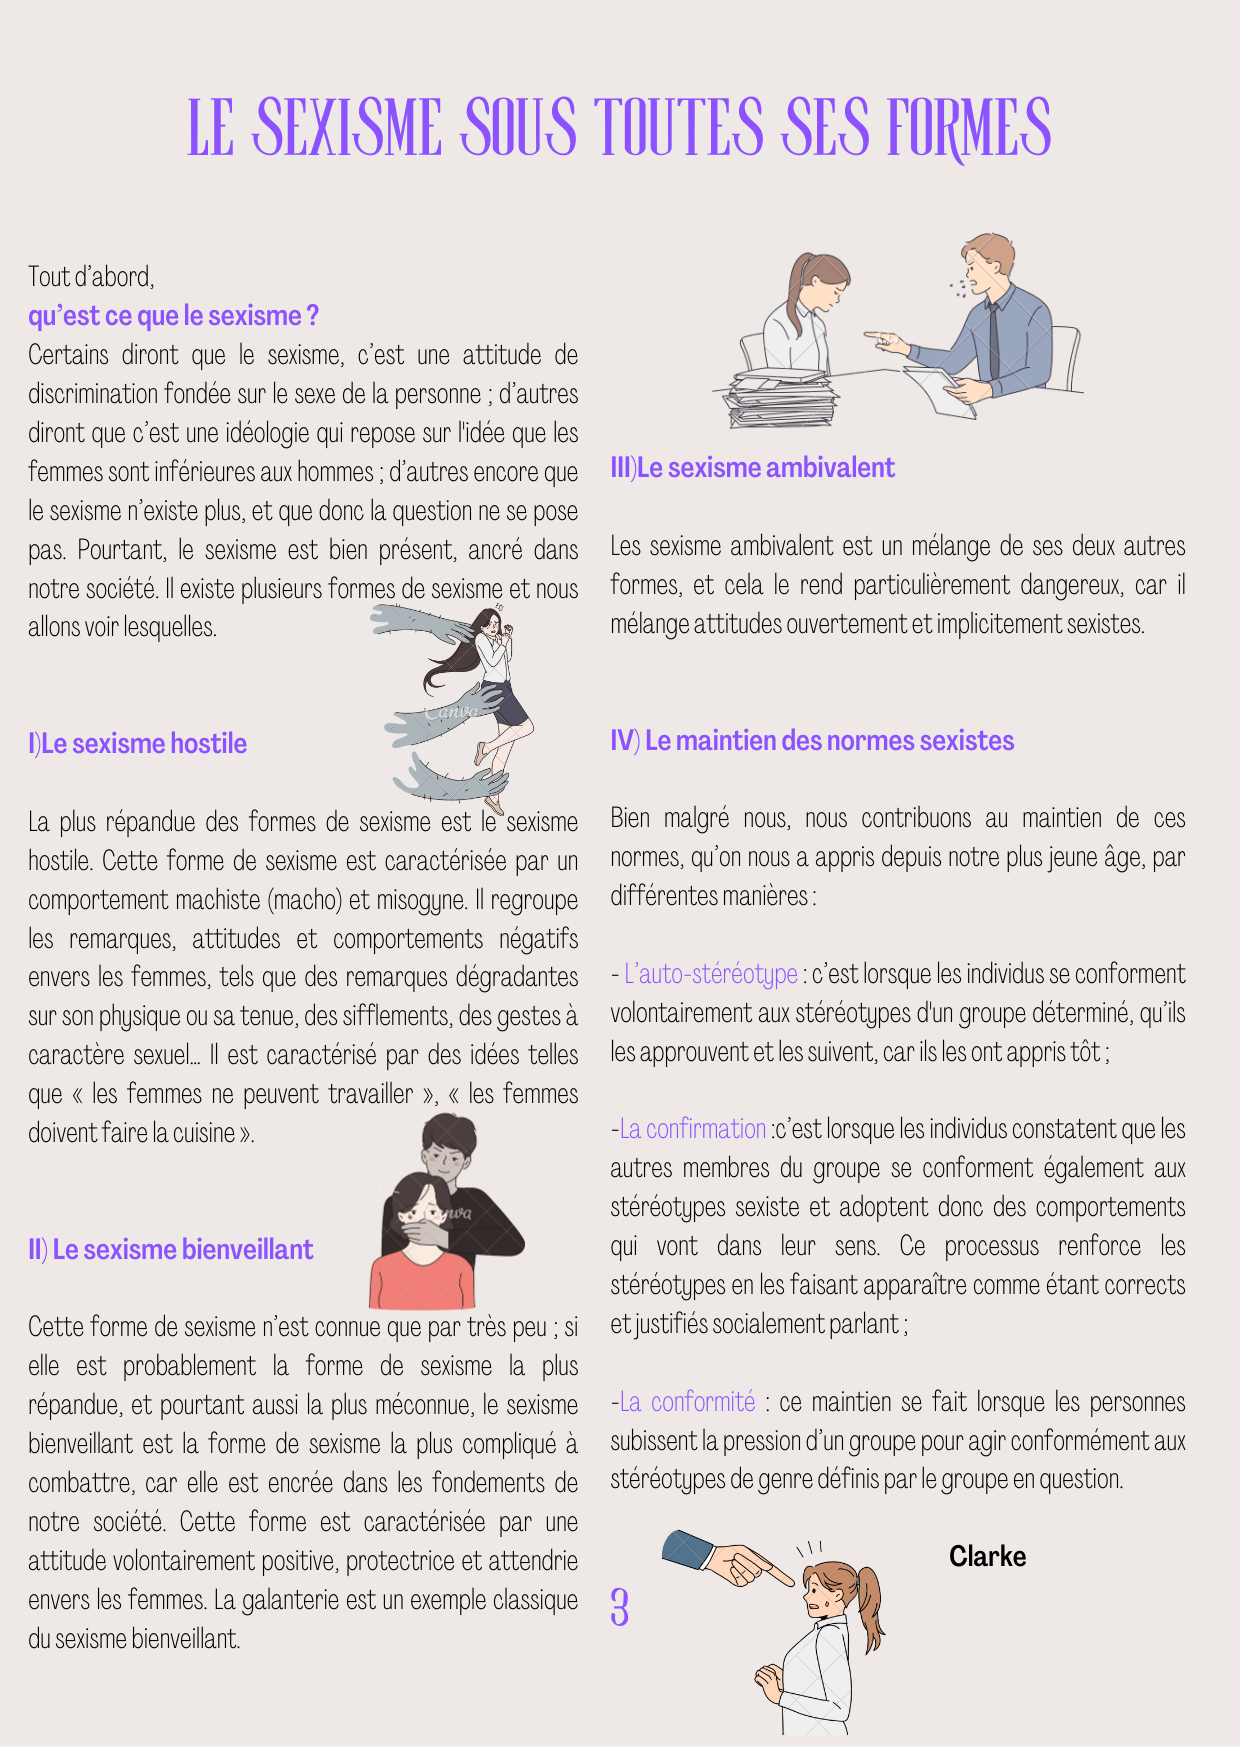 LE SEXISME SOUS TOUTES SES FORMES
Tout d’abord,
qu’est ce que le sexisme ?
Certains diront que le sexisme, c’est une attitude de
discrimination fondée sur le sexe de la personne ; d’autres
diront que c’est une idéologie qui repose sur l'idée que les
femmes sont inférieures aux hommes ; d’autres encore que
le sexisme n’existe plus, et que donc la question ne se pose
pas. Pourtant, le sexisme est bien présent, ancré dans
notre société. Il existe plusieurs formes de sexisme et nous
allons voir lesquelles.
Canva
I)Le sexisme hostile
La plus répandue des formes de sexisme est le sexisme
hostile. Cette forme de sexisme est caractérisée par un
comportement machiste (macho) et misogyne. Il regroupe
les remarques, attitudes et comportements négatifs
envers les femmes, tels que des remarques dégradantes
sur son physique ou sa tenue, des sifflements, des gestes à
caractère sexuel... Il est caractérisé par des idées telles
que « les femmes ne peuvent travailler », « les femmes
doivent faire la cuisine ».
II) Le sexisme bienveillant
Cette forme de sexisme n’est connue que par très peu ; si
elle est probablement la forme de sexisme la plus
répandue, et pourtant aussi la plus méconnue, le sexisme
bienveillant est la forme de sexisme la plus compliqué à
combattre, car elle est encrée dans les fondements de
notre société. Cette forme est caractérisée par une
attitude volontairement positive, protectrice et attendrie
envers les femmes. La galanterie est un exemple classique
du sexisme bienveillant.
III)Le sexisme ambivalent
Les sexisme ambivalent est un mélange de ses deux autres
formes, et cela le rend particulièrement dangereux, car il
mélange attitudes ouvertement et implicitement sexistes.
IV) Le maintien des normes sexistes
Bien malgré nous, nous contribuons au maintien de ces
normes, qu’on nous a appris depuis notre plus jeune âge, par
différentes manières :
- L’auto-stéréotype : c’est lorsque les individus se conforment
volontairement aux stéréotypes d'un groupe déterminé, qu’ils
les approuvent et les suivent, car ils les ont appris tôt ;
-La confirmation :c’est lorsque les individus constatent que les
autres membres du groupe se conforment également aux
stéréotypes sexiste et adoptent donc des comportements
qui vont dans leur sens. Ce processus renforce les
stéréotypes en les faisant apparaître comme étant corrects
et justifiés socialement parlant ;
-La conformité : ce maintien se fait lorsque les personnes
subissent la pression d’un groupe pour agir conformément aux
stéréotypes de genre définis par le groupe en question.
Clarke
3